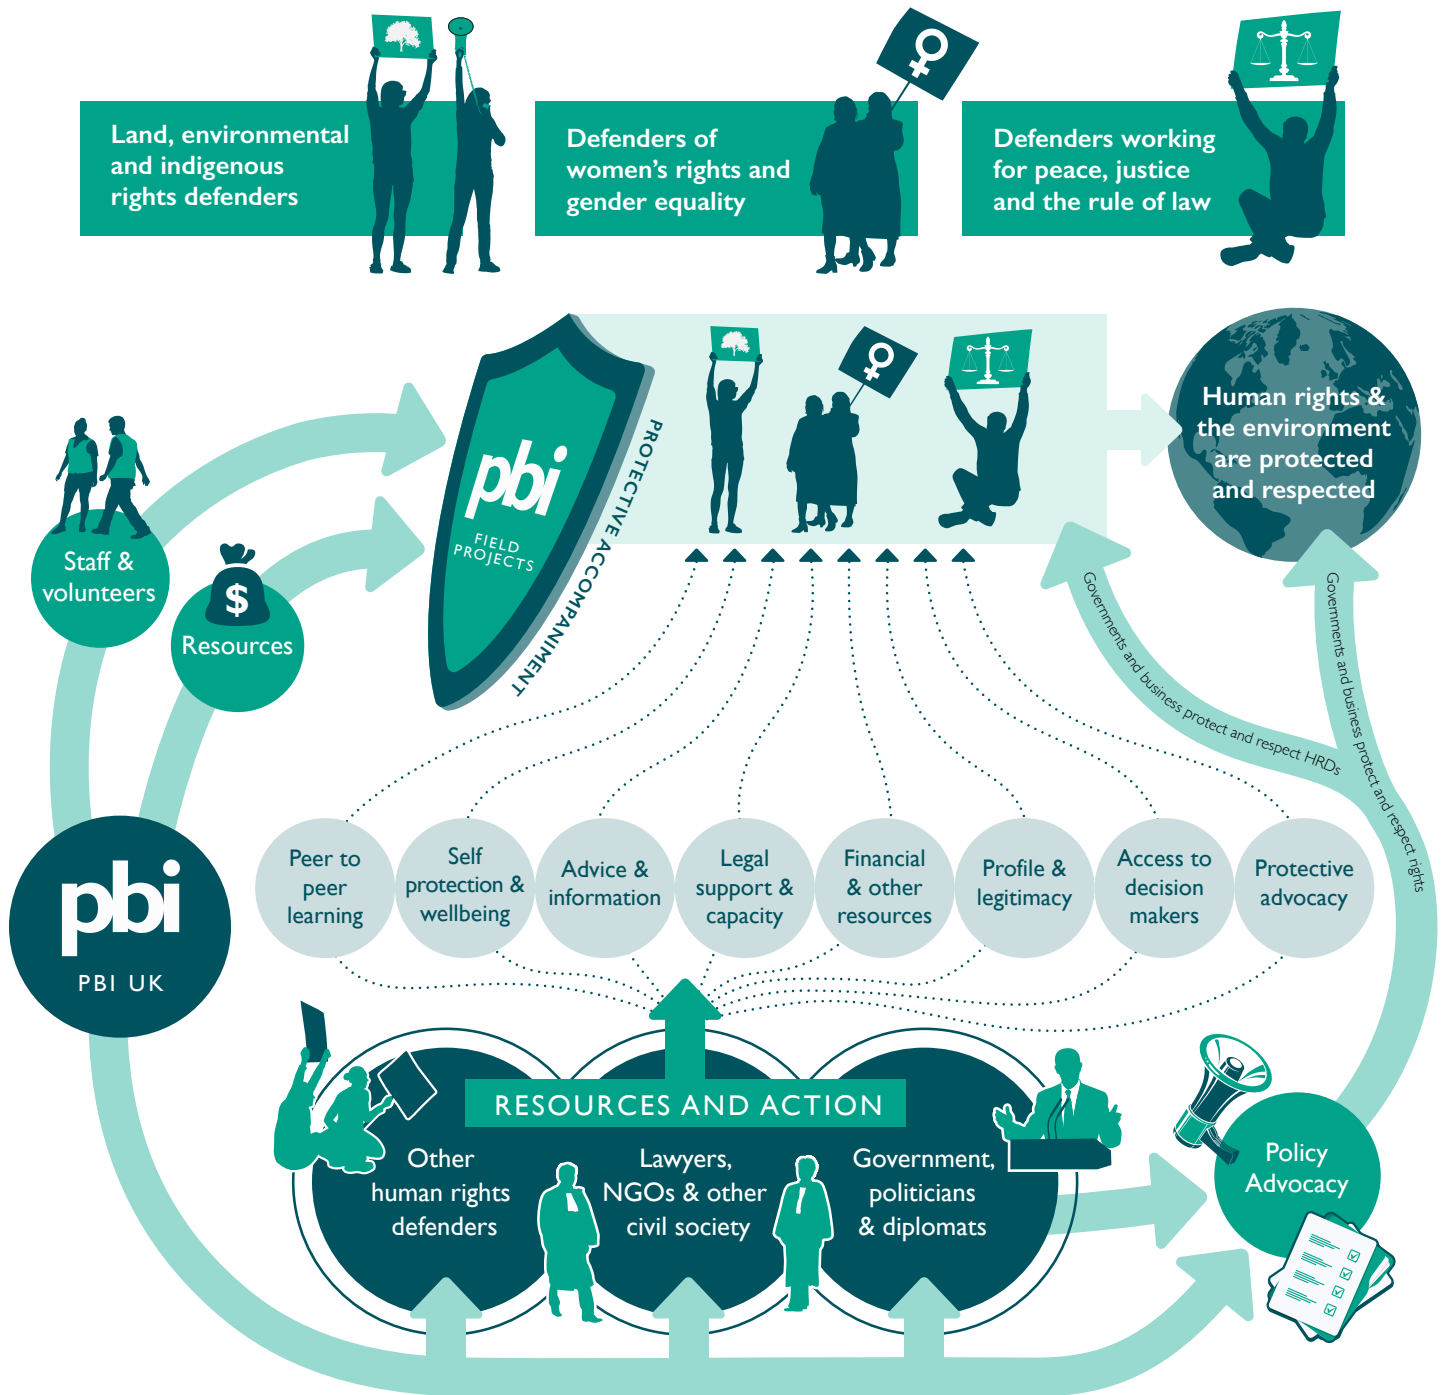 Land, environmental
and indigenous
rights defenders
Defenders of
women’s rights and
gender equality
Defenders working
for peace, justice
and the rule of law
pbi
FIELD
PROJECTS
PROTECTIVE ACCOMPANIMENT
Human rights &
the environment
are protected
and respected
Staff &
volunteers
$
Resources
Governments and business protect and respect HRDs
Governments and business protect and respect rights
pbi
PBI UK
Peer to
peer
learning
Self
protection &
wellbeing
Advice &
information
Legal
support &
capacity
Financial
& other
resources
Profile &
legitimacy
Access to
decision
makers
Protective
advocacy
RESOURCES AND ACTION
Other
human rights
defenders
Lawyers,
NGOs & other
civil society
Government,
politicians
& diplomats
Policy
Advocacy